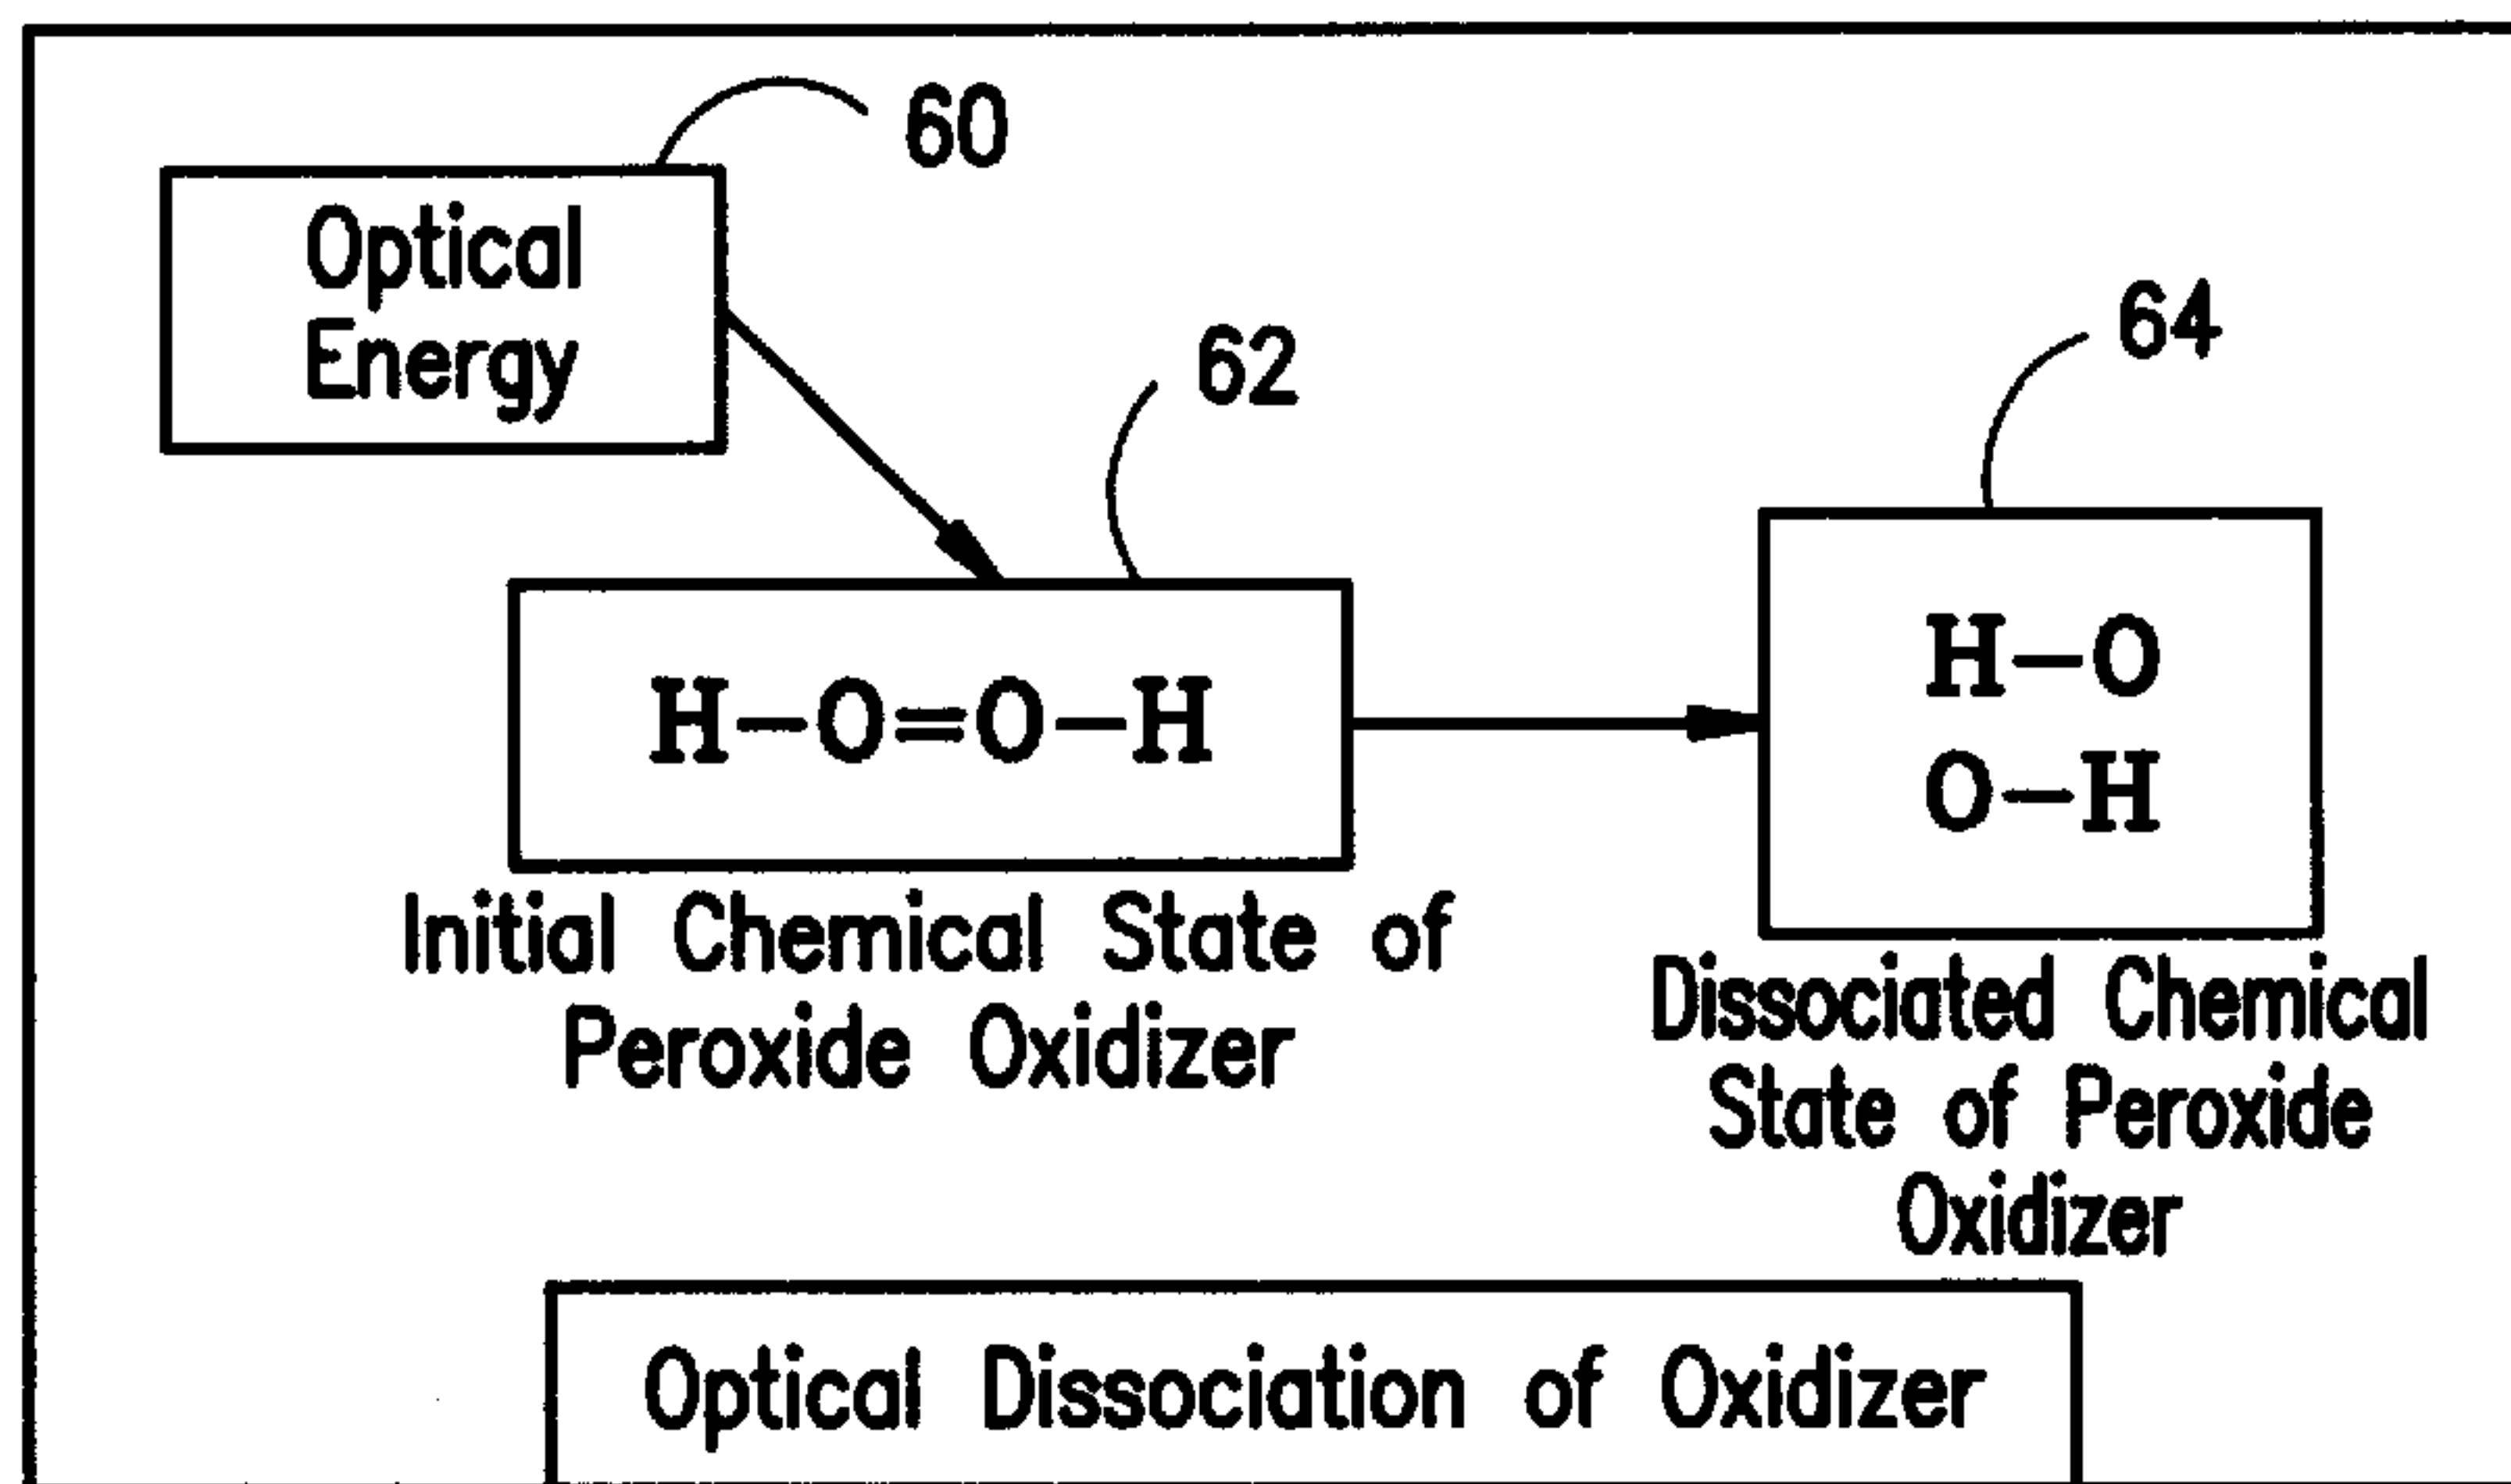 60
Optical
Energy
62
64
H—O=O—H
H—O
O—H
Initial Chemical State of
Peroxide Oxidizer
Dissociated Chemical
State of Peroxide
Oxidizer
Optical Dissociation of Oxidizer